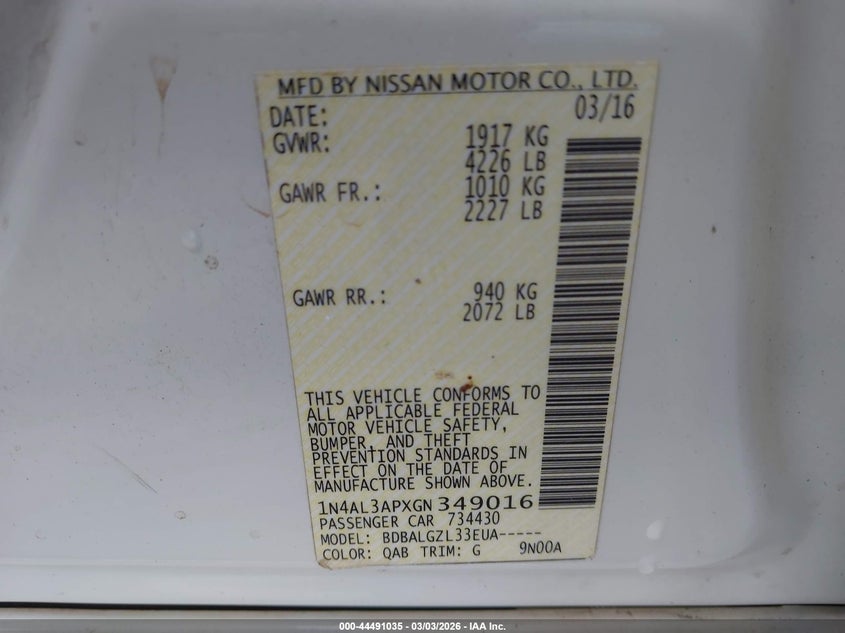 MFD BY NISSAN MOTOR CO., LTD.
DATE: 03/16
GVWR: 1917 KG
4226 LB
GAWR FR.: 1010 KG
2227 LB
GAWR RR.: 940 KG
2072 LB
THIS VEHICLE CONFORMS TO
ALL APPLICABLE FEDERAL
MOTOR VEHICLE SAFETY,
BUMPER, AND THEFT
PREVENTION STANDARDS IN
EFFECT ON THE DATE OF
MANUFACTURE SHOWN ABOVE.
1N4AL3APXGN349016
PASSENGER CAR 734430
MODEL: BDBALGZL33EUA-----
COLOR: QAB TRIM: G 9N00A
000-44491035 - 03/03/2026 - IAA Inc.